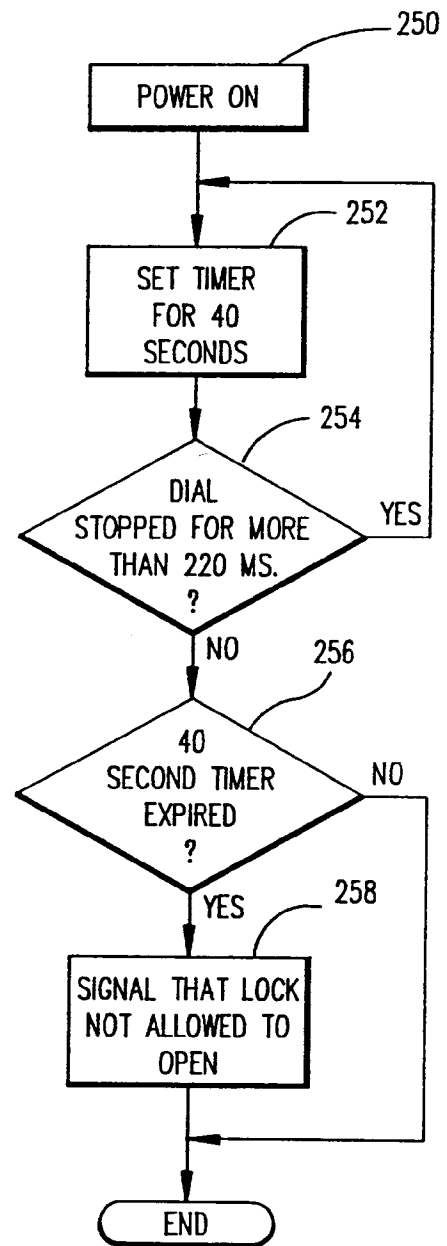 250
POWER ON
252
SET TIMER
FOR 40
SECONDS
254
DIAL
STOPPED FOR MORE
THAN 220 MS.
?
YES
NO
256
40
SECOND TIMER
EXPIRED
?
NO
YES
258
SIGNAL THAT LOCK
NOT ALLOWED TO
OPEN
END